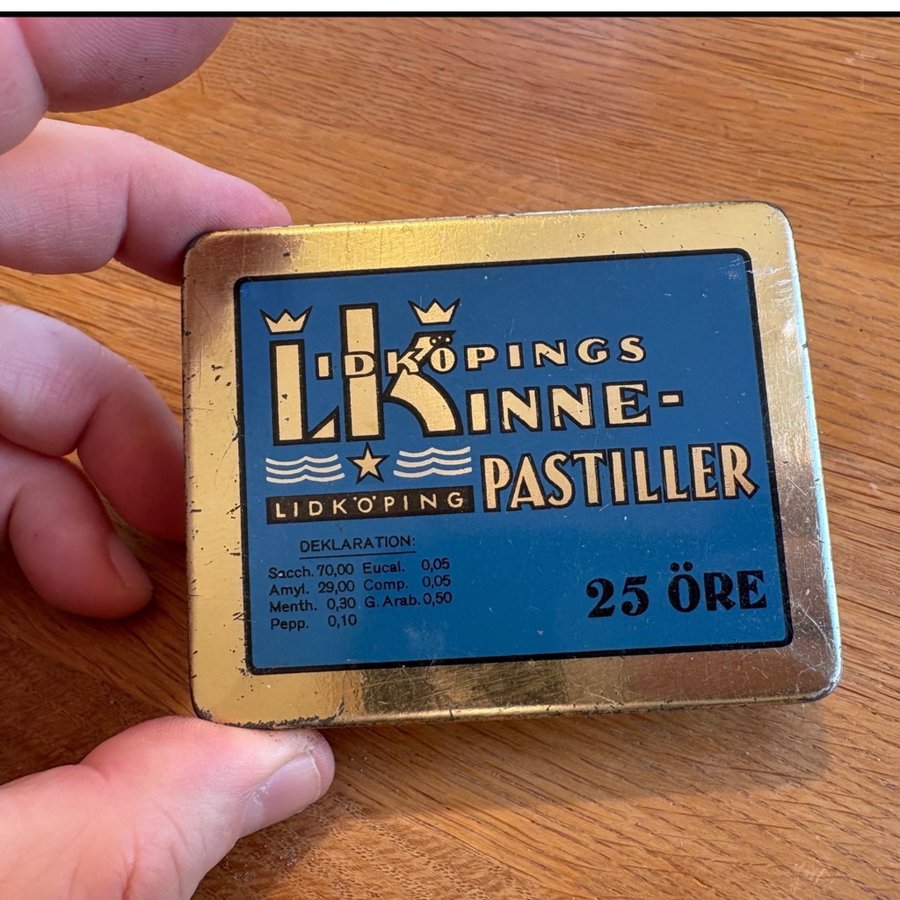 LIDKÖPINGS
KINNE-
PASTILLER
LIDKÖPING
DEKLARATION:
Sacch. 70,00 Eucal. 0,05
Amyl. 29,00 Comp. 0,05
Menth. 0,30 G. Arab. 0,50
Pepp. 0,10
25 ÖRE